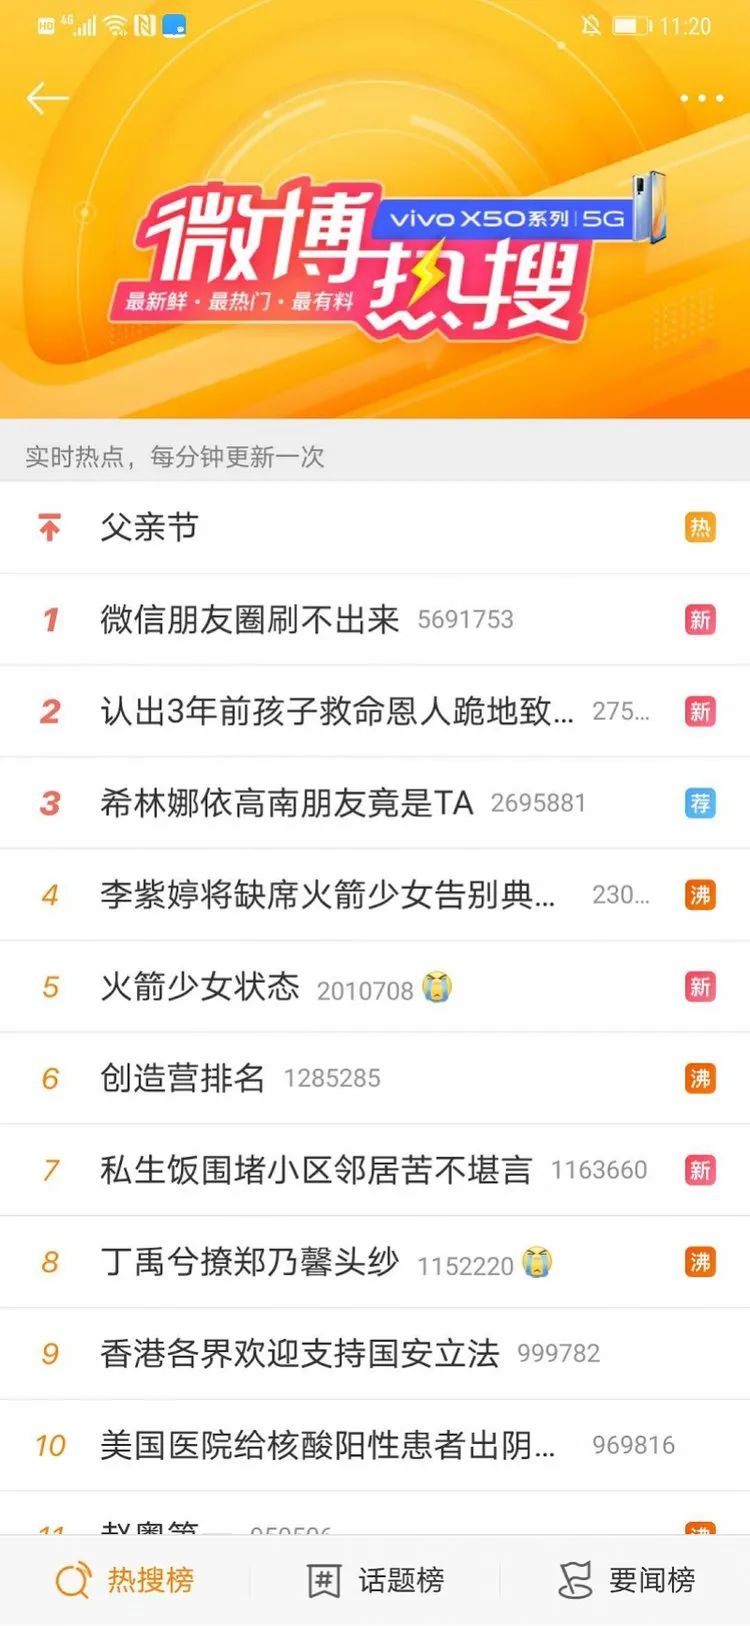 HD 4G 11:20
微博
vivo X50系列|5G
热搜
最新鲜·最热门·最有料
实时热点，每分钟更新一次
父亲节 热
1 微信朋友圈刷不出来 5691753 新
2 认出3年前孩子救命恩人跪地致... 275... 新
3 希林娜依高南朋友竟是TA 2695881 荐
4 李紫婷将缺席火箭少女告别典... 230... 沸
5 火箭少女状态 2010708 新
6 创造营排名 1285285 沸
7 私生饭围堵小区邻居苦不堪言 1163660 新
8 丁禹兮撩郑乃馨头纱 1152220 沸
9 香港各界欢迎支持国安立法 999782
10 美国医院给核酸阳性患者出阴... 969816
热搜榜 # 话题榜 要闻榜